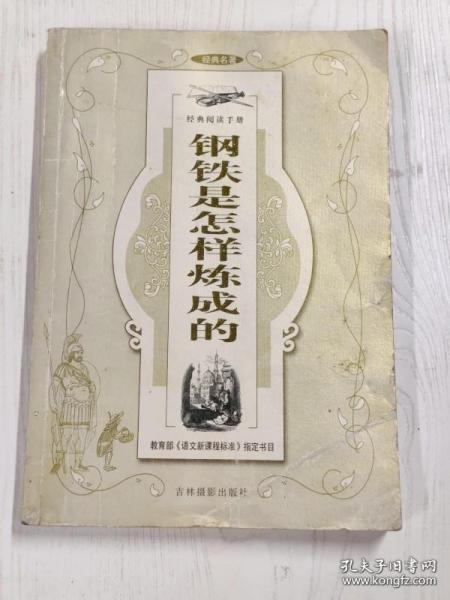 经典名著
经典阅读手册
钢铁是怎样炼成的
教育部《语文新课程标准》指定书目
吉林摄影出版社
孔夫子旧书网
www.kongfz.com